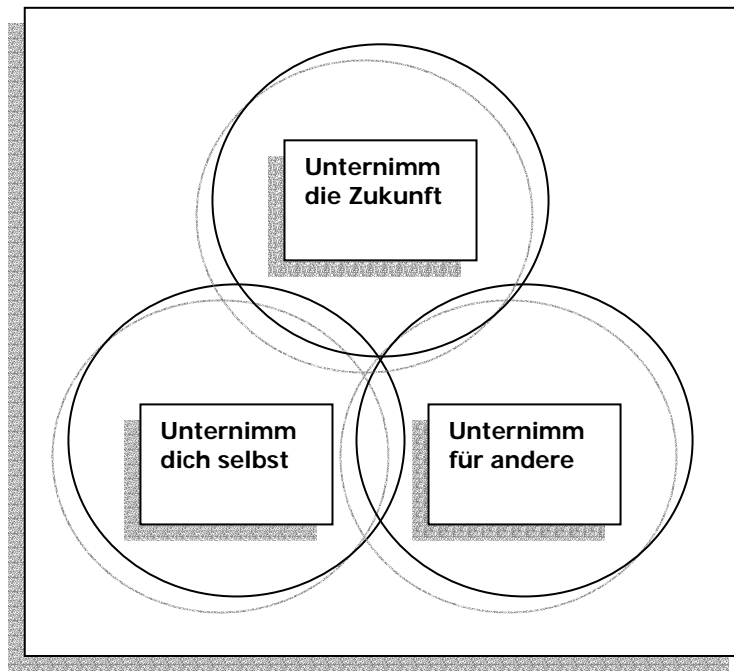 Unternimm
die Zukunft
Unternimm
dich selbst
Unternimm
für andere